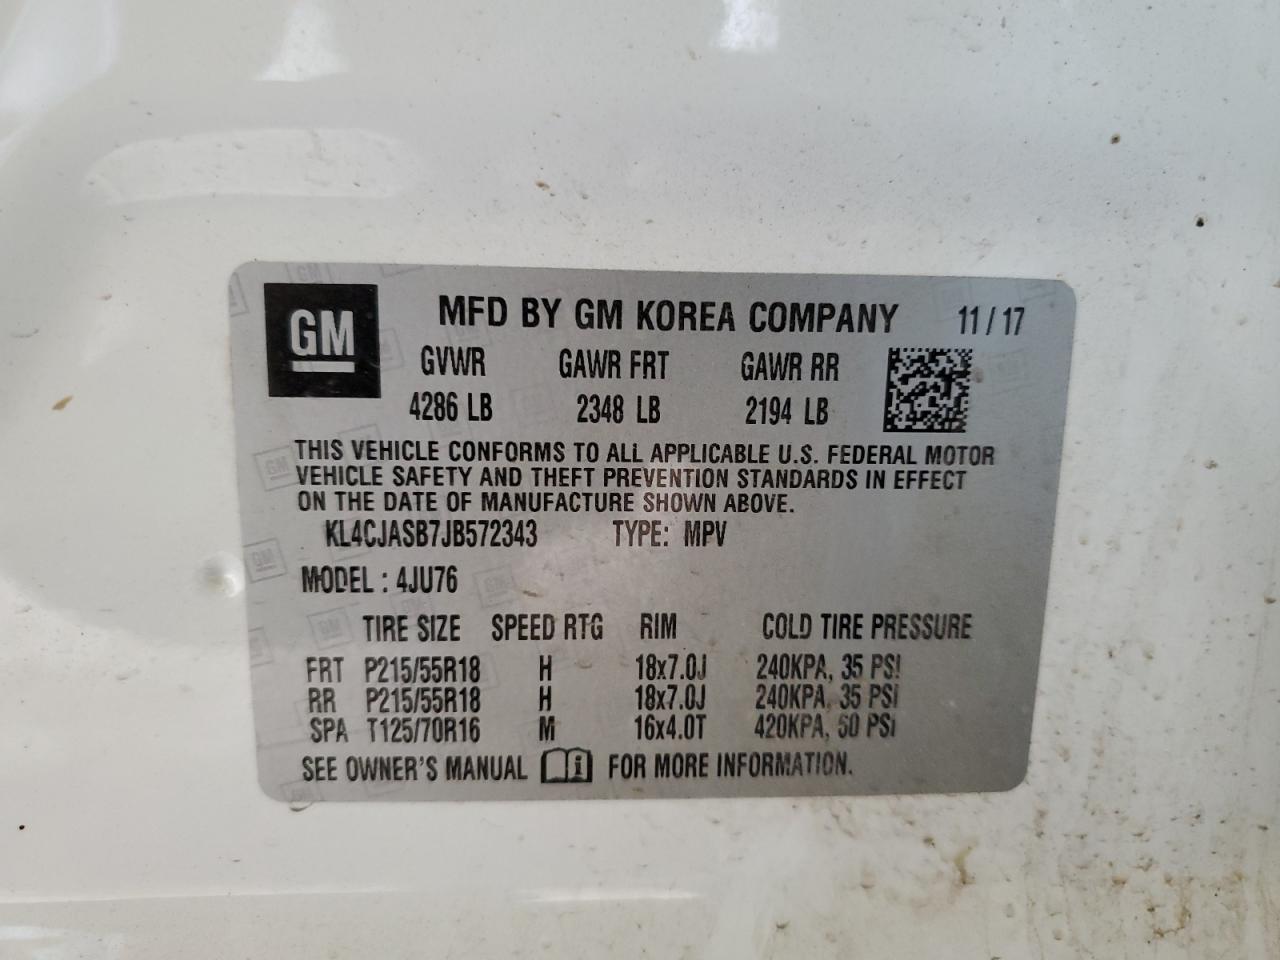 GM
MFD BY GM KOREA COMPANY 11/17
GVWR GAWR FRT GAWR RR
4286 LB 2348 LB 2194 LB
THIS VEHICLE CONFORMS TO ALL APPLICABLE U.S. FEDERAL MOTOR
VEHICLE SAFETY AND THEFT PREVENTION STANDARDS IN EFFECT
ON THE DATE OF MANUFACTURE SHOWN ABOVE.
KL4CJASB7JB572343 TYPE: MPV
MODEL : 4JU76
TIRE SIZE SPEED RTG RIM COLD TIRE PRESSURE
FRT P215/55R18 H 18x7.0J 240KPA, 35 PSI
RR P215/55R18 H 18x7.0J 240KPA, 35 PSI
SPA T125/70R16 M 16x4.0T 420KPA, 60 PSI
SEE OWNER'S MANUAL FOR MORE INFORMATION.